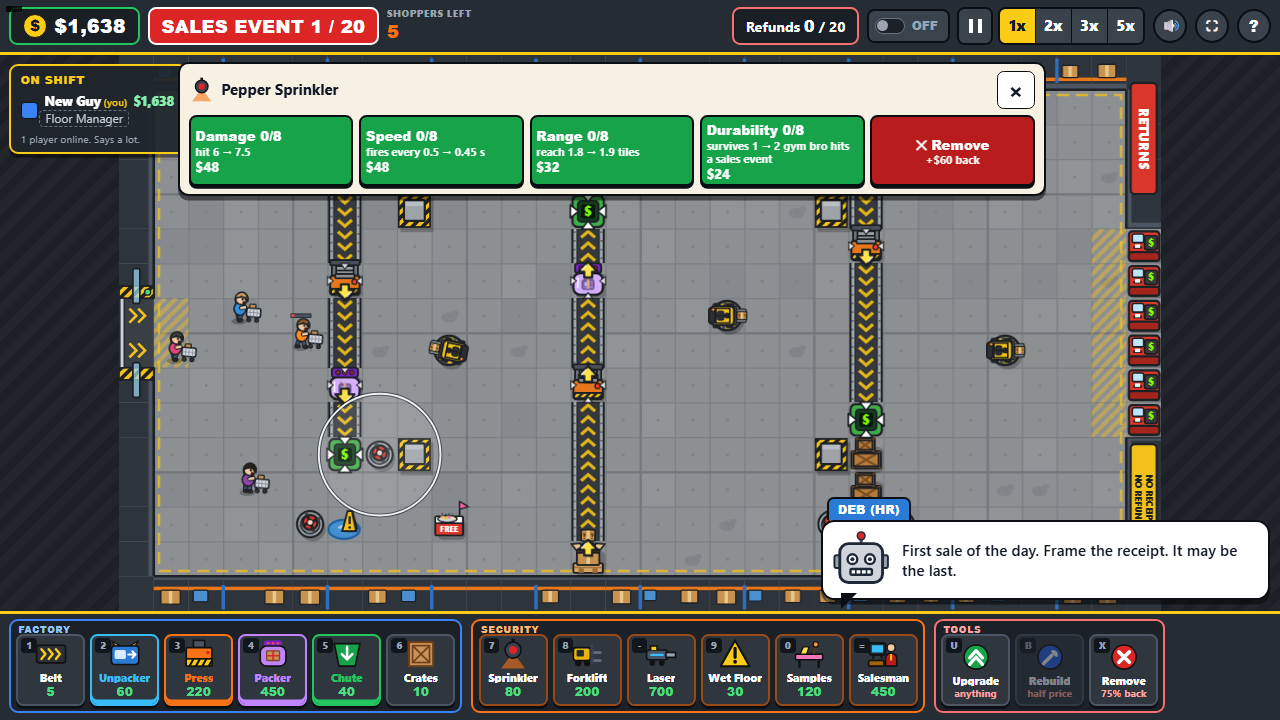 $ $1,638
SALES EVENT 1 / 20
SHOPPERS LEFT
5
Refunds 0 / 20
OFF
1x
2x
3x
5x
?
ON SHIFT
New Guy (you) $1,638
Floor Manager
1 player online. Says a lot.
Pepper Sprinkler
×
Damage 0/8
hit 6 → 7.5
$48
Speed 0/8
fires every 0.5 → 0.45 s
$48
Range 0/8
reach 1.8 → 1.9 tiles
$32
Durability 0/8
survives 1 → 2 gym bro hits
a sales event
$24
✕ Remove
+$60 back
RETURNS
$
$
$
$
$
$
$
$
$
$
FREE
DEB (HR)
First sale of the day. Frame the receipt. It may be
the last.
FACTORY
1
Belt
5
2
Unpacker
60
3
Press
220
4
Packer
450
5
Chute
40
6
Crates
10
SECURITY
7
Sprinkler
80
8
Forklift
200
-
Laser
700
9
Wet Floor
30
0
Samples
120
=
Salesman
450
TOOLS
U
Upgrade
anything
B
Rebuild
half price
X
Remove
75% back